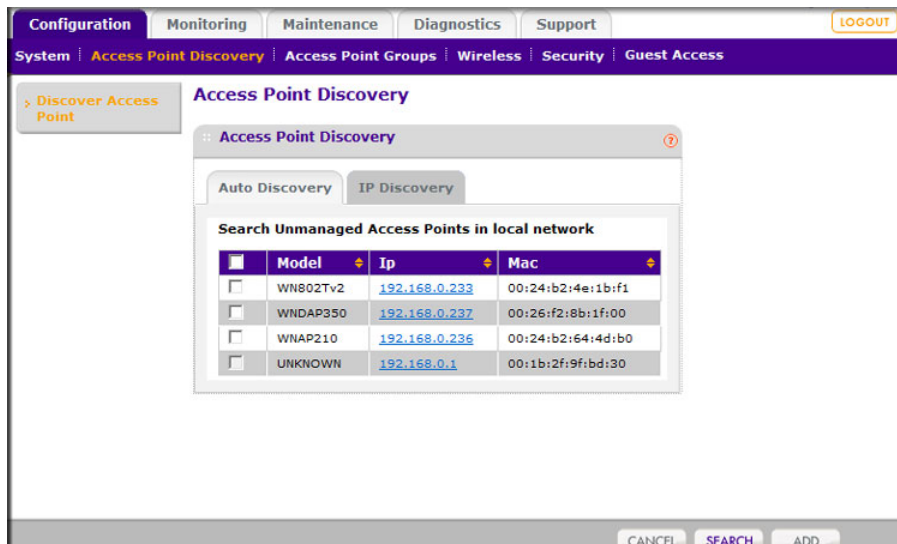 Configuration Monitoring Maintenance Diagnostics Support LOGOUT
System Access Point Discovery Access Point Groups Wireless Security Guest Access
Discover Access
Point
Access Point Discovery
Access Point Discovery ?
Auto Discovery IP Discovery
Search Unmanaged Access Points in local network
Model Ip Mac
WN802Tv2 192.168.0.233 00:24:b2:4e:1b:f1
WNDAP350 192.168.0.237 00:26:f2:8b:1f:00
WNAP210 192.168.0.236 00:24:b2:64:4d:b0
UNKNOWN 192.168.0.1 00:1b:2f:9f:bd:30
CANCEL SEARCH ADD